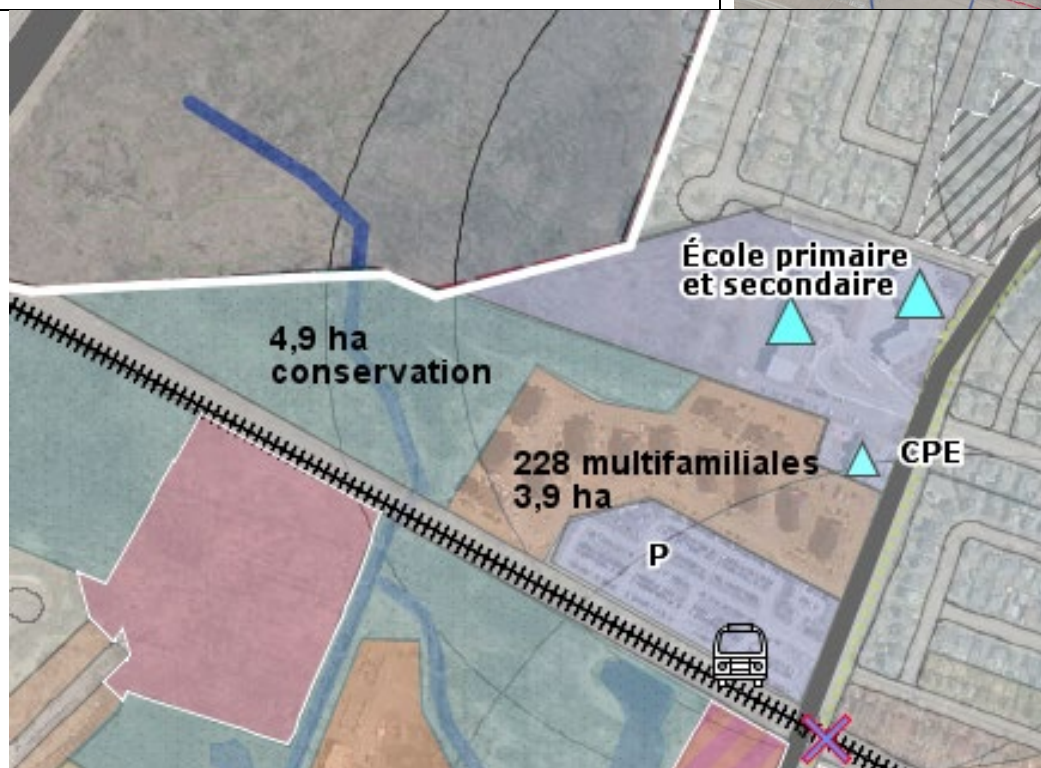 École primaire
et secondaire
4,9 ha
conservation
CPE
228 multifamiliales
3,9 ha
P